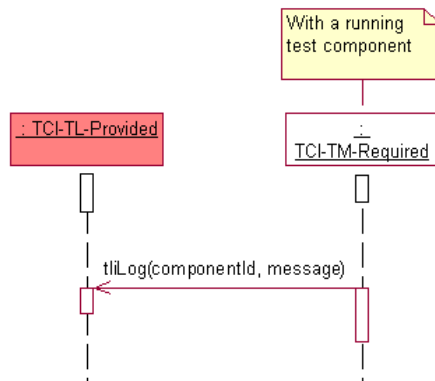 With a running
test component
: TCI-TL-Provided
:
TCI-TM-Required
tliLog(componentId, message)